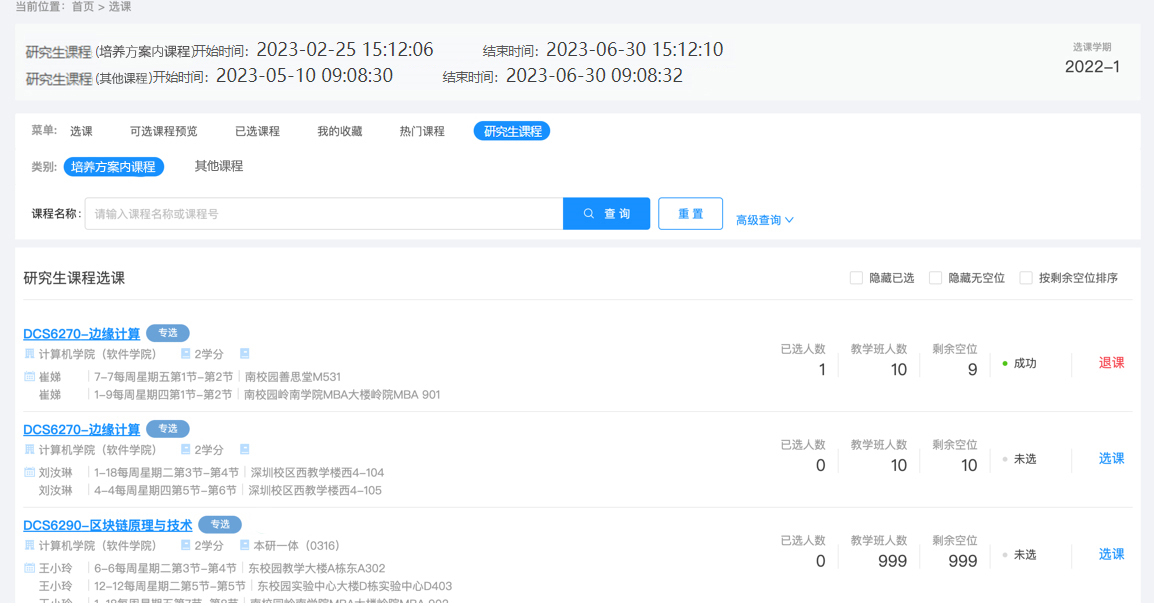 当前位置: 首页 > 选课
研究生课程 (培养方案内课程)开始时间: 2023-02-25 15:12:06 结束时间: 2023-06-30 15:12:10
选课学期
研究生课程 (其他课程)开始时间: 2023-05-10 09:08:30 结束时间: 2023-06-30 09:08:32
2022-1
菜单: 选课 可选课程预览 已选课程 我的收藏 热门课程 研究生课程
类别: 培养方案内课程 其他课程
课程名称: 请输入课程名称或课程号 查 询 重 置 高级查询
研究生课程选课 隐藏已选 隐藏无空位 按剩余空位排序
DCS6270-边缘计算 专选
计算机学院（软件学院） 2学分
崔娣 7-7每周星期五第1节-第2节 南校园善思堂M531
崔娣 1-9每周星期四第1节-第2节 南校园岭南学院MBA大楼岭院MBA 901
已选人数 教学班人数 剩余空位
1 10 9 成功 退课
DCS6270-边缘计算 专选
计算机学院（软件学院） 2学分
刘汝琳 1-18每周星期二第3节-第4节 深圳校区西教学楼西4-104
刘汝琳 4-4每周星期四第5节-第6节 深圳校区西教学楼西4-105
已选人数 教学班人数 剩余空位
0 10 10 未选 选课
DCS6290-区块链原理与技术 专选
计算机学院（软件学院） 2学分 本研一体（0316）
王小玲 6-6每周星期二第3节-第4节 东校园教学大楼A栋东A302
王小玲 12-12每周星期二第5节-第5节 东校园实验中心大楼D栋实验中心D403
已选人数 教学班人数 剩余空位
0 999 999 未选 选课